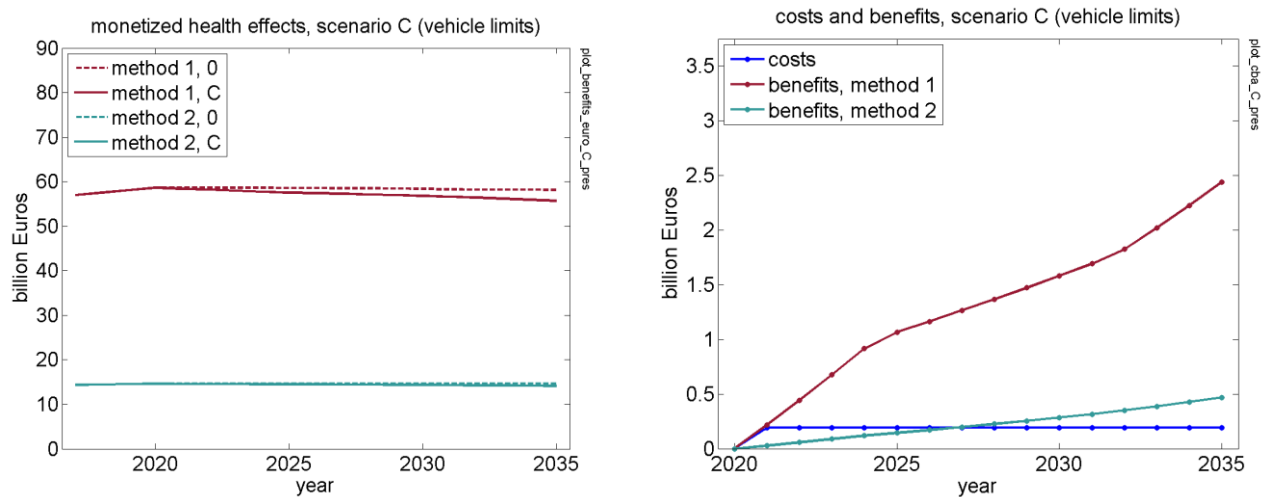 monetized health effects, scenario C (vehicle limits)
90
80
70
60
50
40
30
20
10
0
billion Euros
method 1, 0
method 1, C
method 2, 0
method 2, C
2020
2025
2030
2035
year
plot_benefits_euro_C_pres
costs and benefits, scenario C (vehicle limits)
3.5
3
2.5
2
1.5
1
0.5
0
billion Euros
costs
benefits, method 1
benefits, method 2
2020
2025
2030
2035
year
plot_cba_C_pres